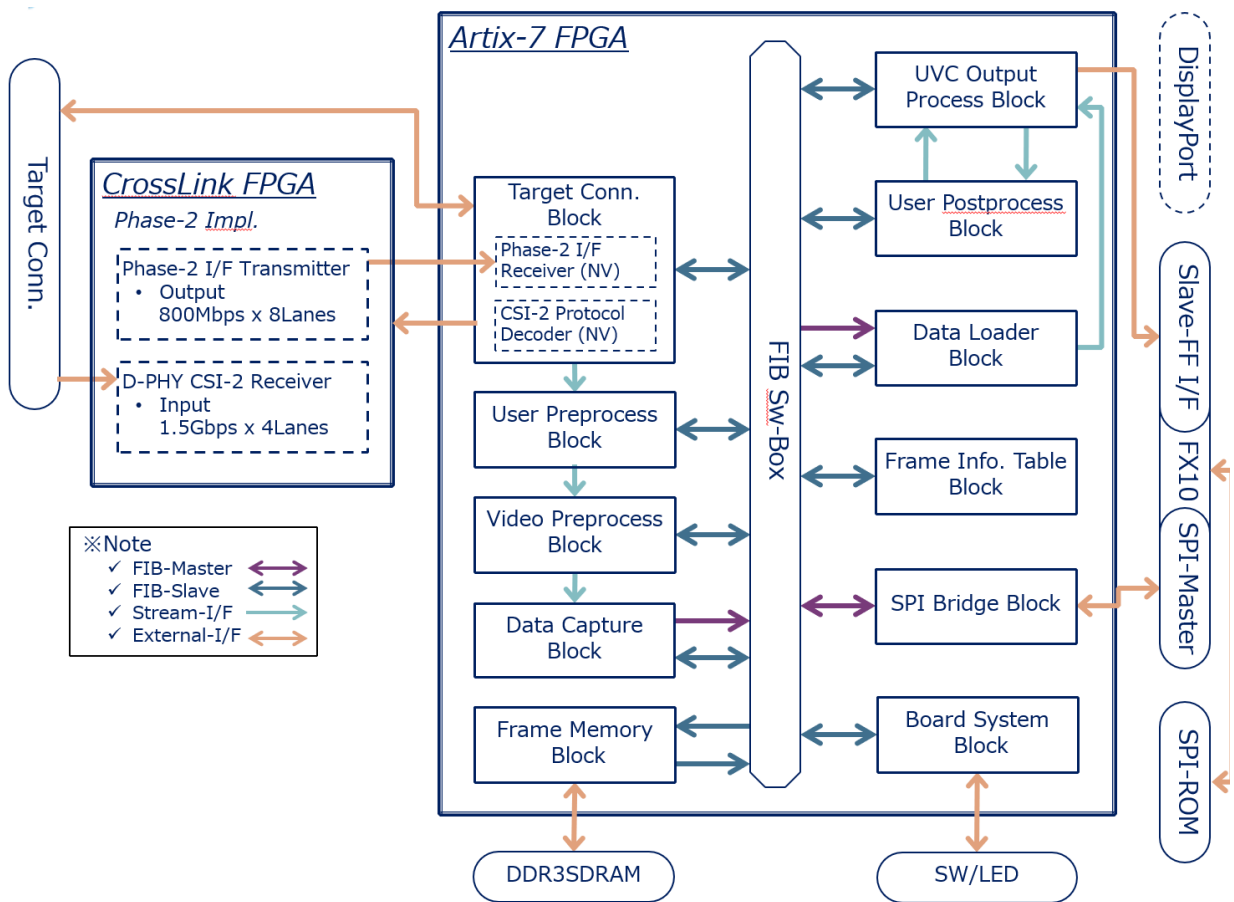 Artix-7 FPGA
Target Conn.
CrossLink FPGA
Phase-2 Impl.
Phase-2 I/F Transmitter
• Output
800Mbps x 8Lanes
D-PHY CSI-2 Receiver
• Input
1.5Gbps x 4Lanes
※Note
✓ FIB-Master
✓ FIB-Slave
✓ Stream-I/F
✓ External-I/F
Target Conn.
Block
Phase-2 I/F
Receiver (NV)
CSI-2 Protocol
Decoder (NV)
User Preprocess
Block
Video Preprocess
Block
Data Capture
Block
Frame Memory
Block
DDR3SDRAM
FIB Sw-Box
UVC Output
Process Block
User Postprocess
Block
Data Loader
Block
Frame Info. Table
Block
SPI Bridge Block
Board System
Block
SW/LED
DisplayPort
Slave-FF I/F
FX10
SPI-Master
SPI-ROM